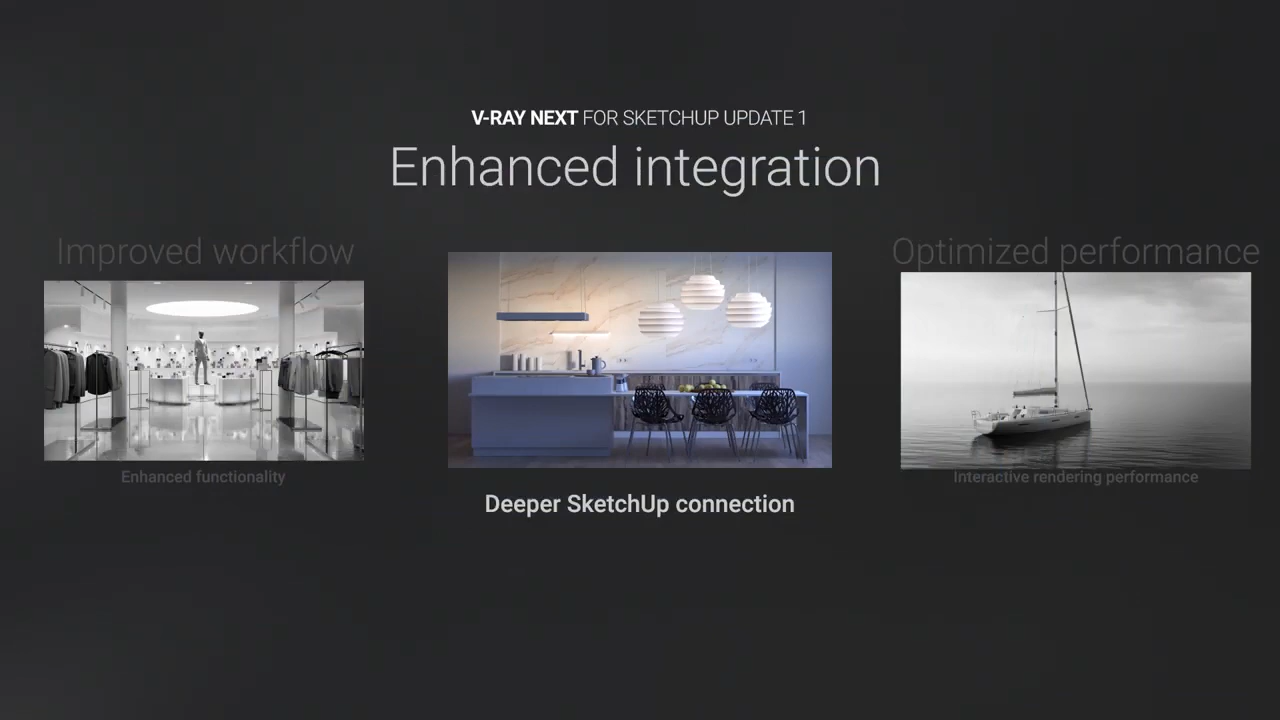 V-RAY NEXT FOR SKETCHUP UPDATE 1
Enhanced integration
Improved workflow
Optimized performance
Enhanced functionality
Deeper SketchUp connection
Interactive rendering performance